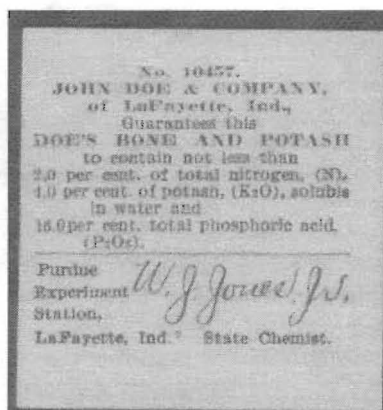 No. 10457.
JOHN DOE & COMPANY,
of LaFayette, Ind.,
Guarantees this
DOE'S BONE AND POTASH
to contain not less than
2.0 per cent. of total nitrogen, (N).
4.0 per cent. of potash, (K2O), soluble
in water and
16.0 per cent. total phosphoric acid.
(P2O5).
Purdue
Experiment W. J. Jones, Jr.
Station,
LaFayette, Ind. State Chemist.